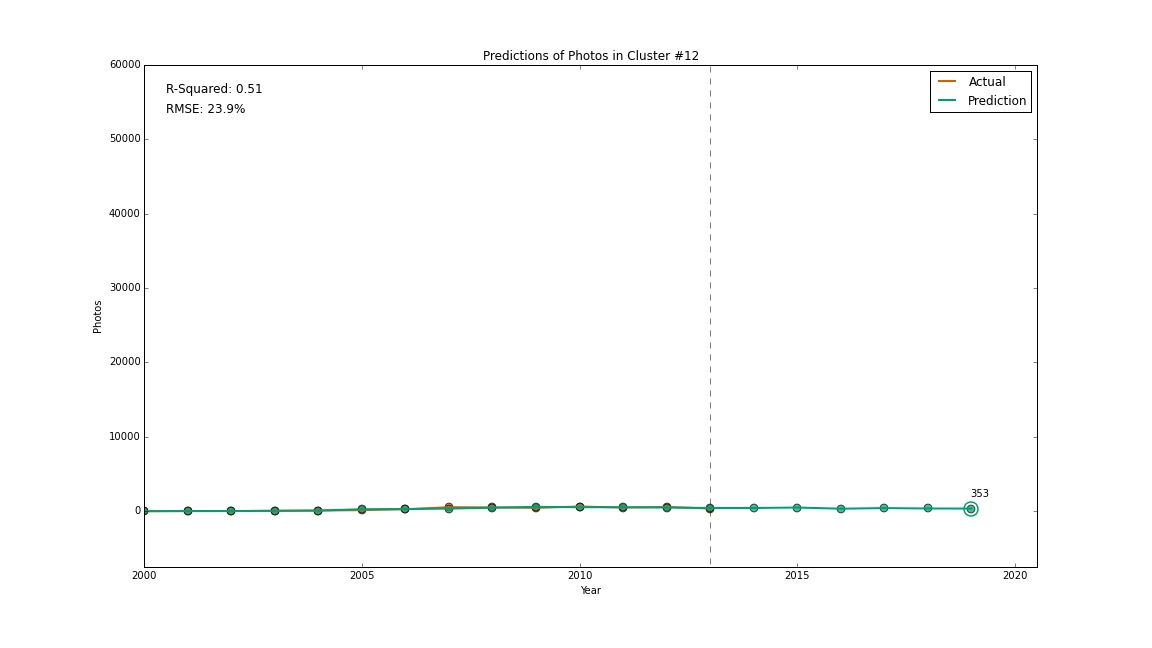 Predictions of Photos in Cluster #12
60000
R-Squared: 0.51
RMSE: 23.9%
Actual
Prediction
50000
40000
30000
20000
10000
0
Photos
353
2000
2005
2010
2015
2020
Year